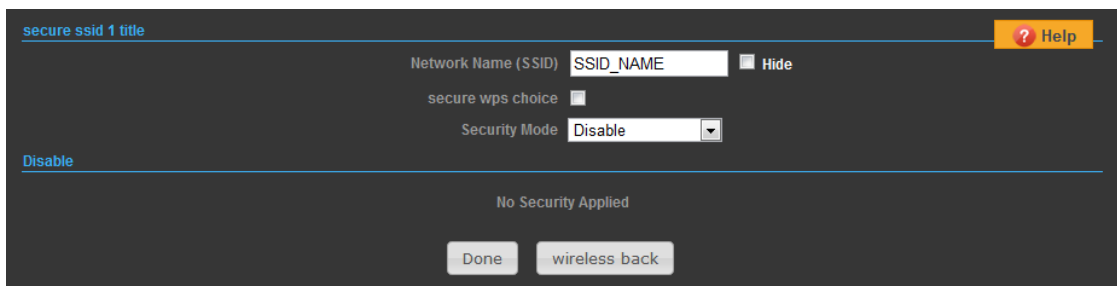 secure ssid 1 title
? Help
Network Name (SSID) SSID_NAME Hide
secure wps choice
Security Mode Disable
Disable
No Security Applied
Done wireless back